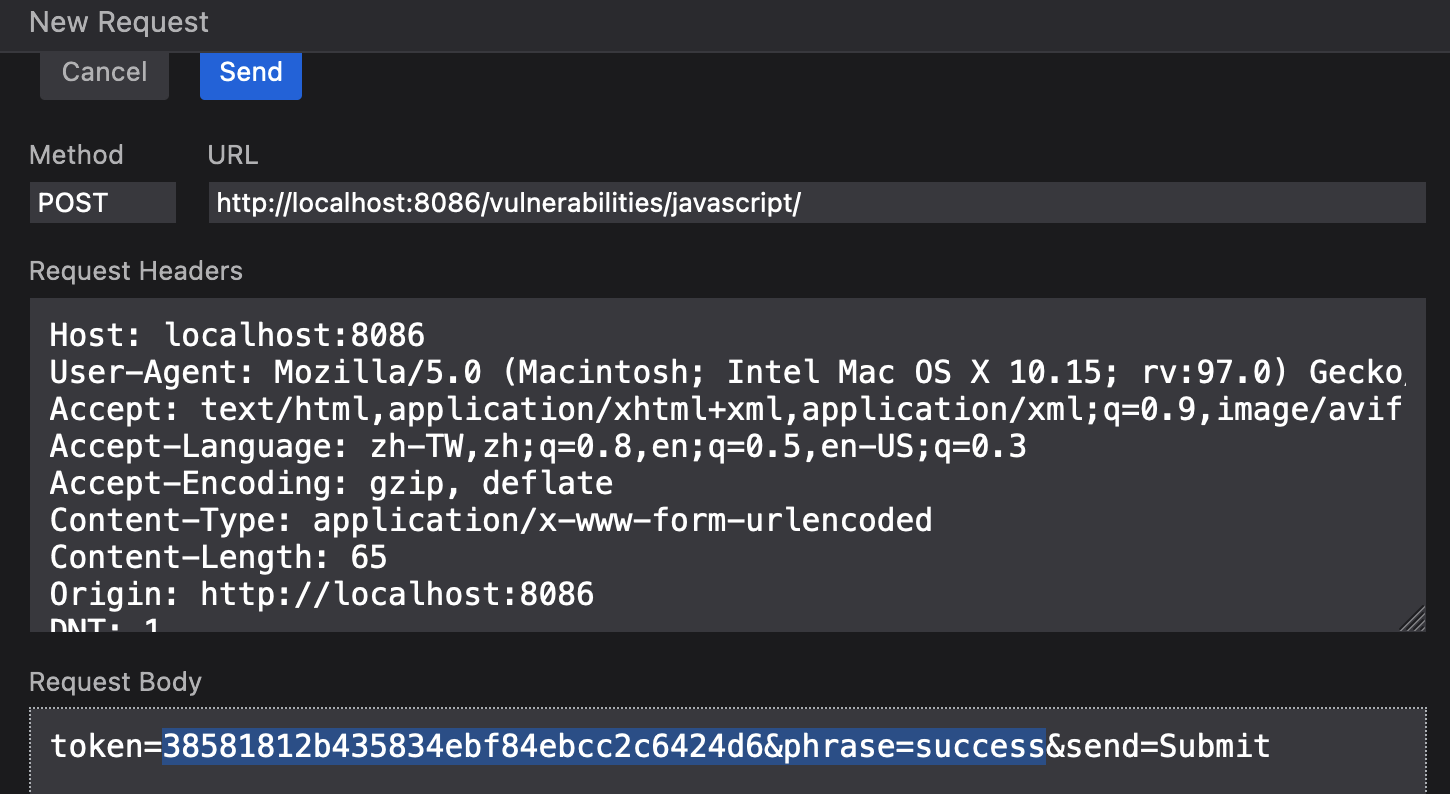 New Request
Cancel Send
Method URL
POST http://localhost:8086/vulnerabilities/javascript/
Request Headers
Host: localhost:8086
User-Agent: Mozilla/5.0 (Macintosh; Intel Mac OS X 10.15; rv:97.0) Gecko/
Accept: text/html,application/xhtml+xml,application/xml;q=0.9,image/avif
Accept-Language: zh-TW,zh;q=0.8,en;q=0.5,en-US;q=0.3
Accept-Encoding: gzip, deflate
Content-Type: application/x-www-form-urlencoded
Content-Length: 65
Origin: http://localhost:8086
DNT: 1
Request Body
token=38581812b435834ebf84ebcc2c6424d6&phrase=success&send=Submit